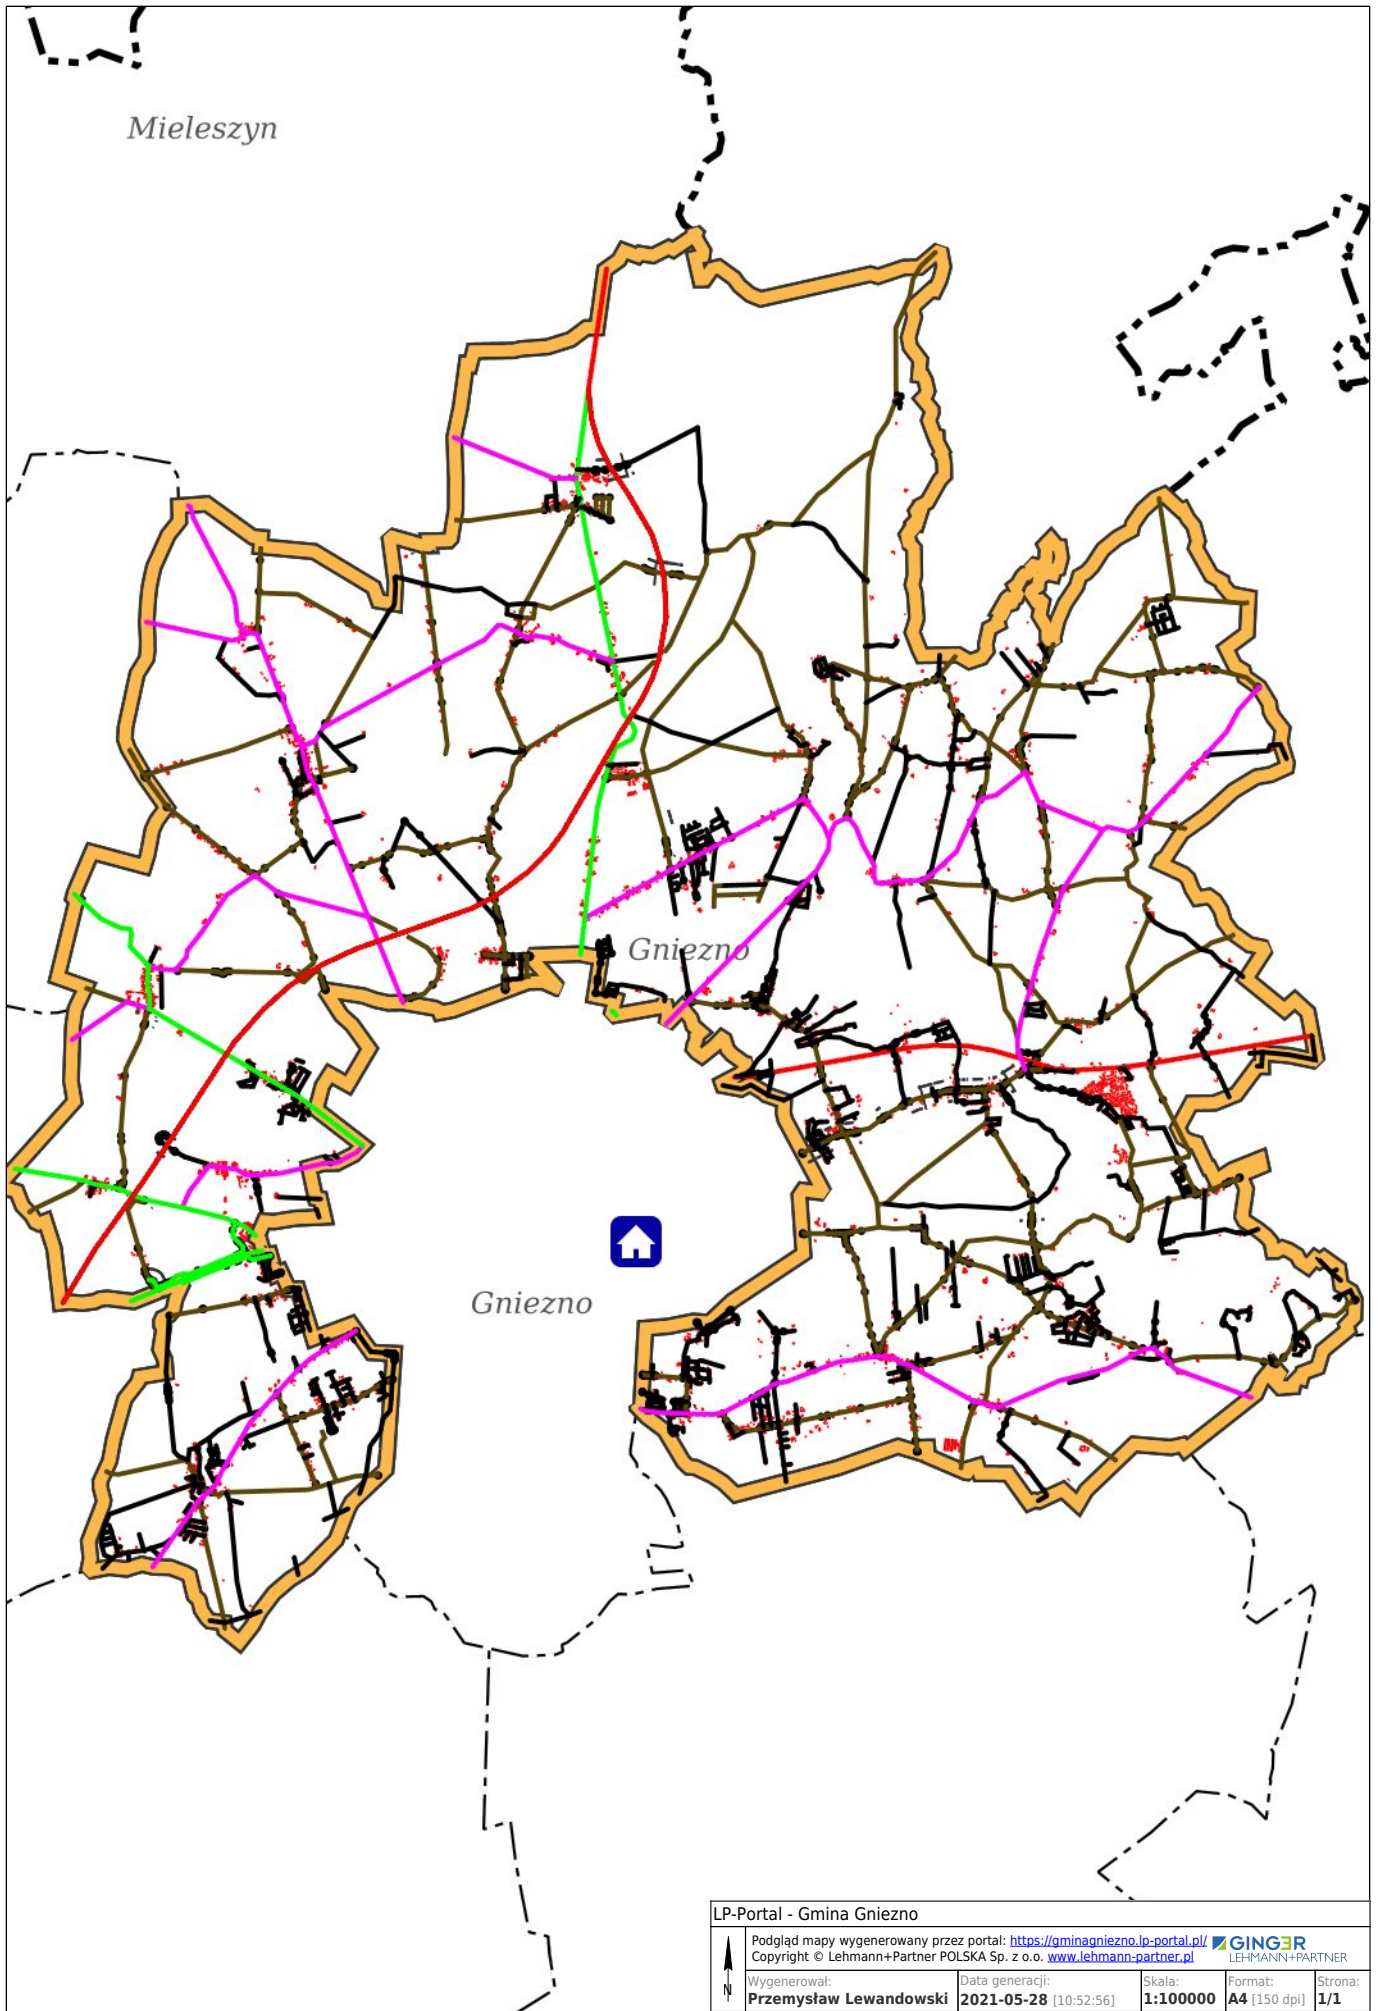 Mieleszyn
Gniezno
Gniezno
LP-Portal - Gmina Gniezno
Podgląd mapy wygenerowany przez portal: https://gminagniezno.lp-portal.pl/
Copyright © Lehmann+Partner POLSKA Sp. z o.o. www.lehmann-partner.pl
GINGER
LEHMANN+PARTNER
N
Wygenerował:
Przemysław Lewandowski
Data generacji:
2021-05-28 [10:52:56]
Skala:
1:100000
Format:
A4 [150 dpi]
Strona:
1/1